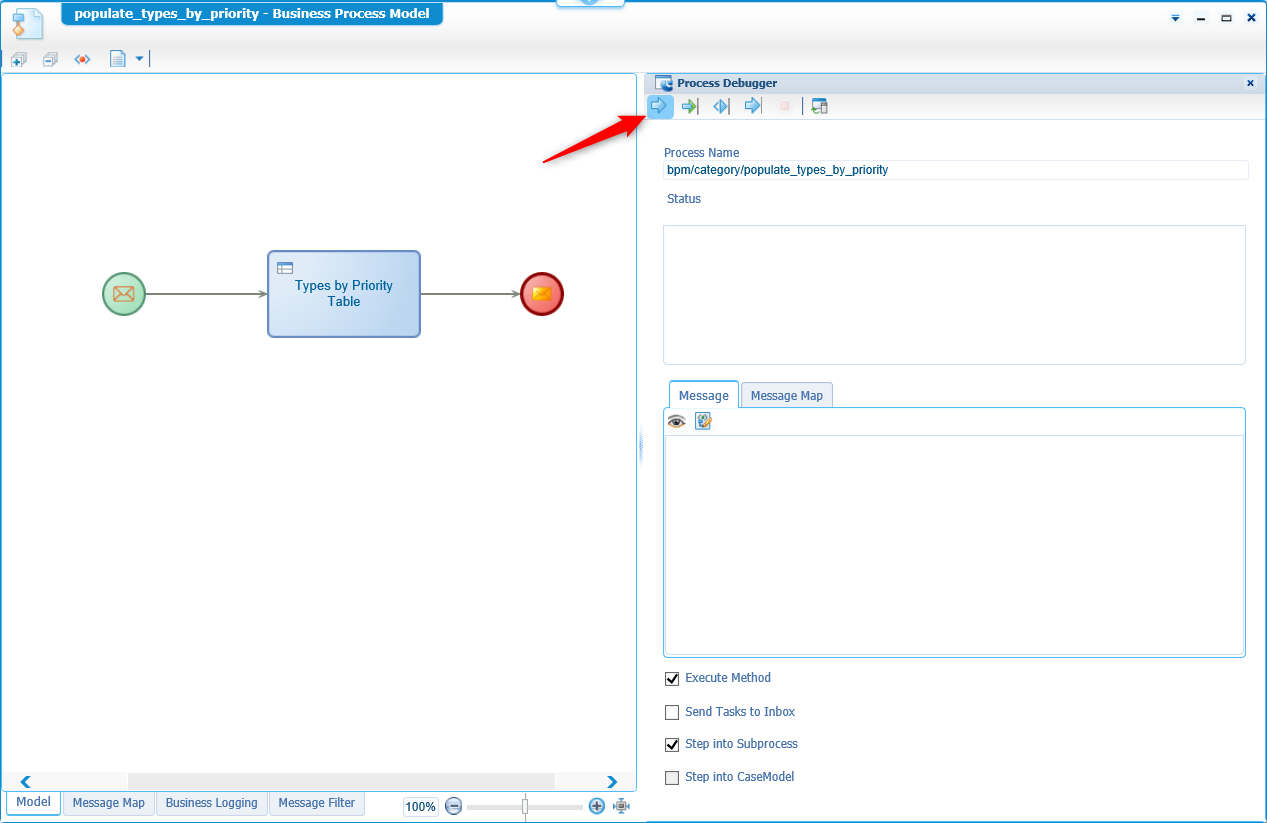 populate_types_by_priority - Business Process Model
Process Debugger
Process Name
bpm/category/populate_types_by_priority
Status
Types by Priority
Table
Message
Message Map
Execute Method
Send Tasks to Inbox
Step into Subprocess
Step into CaseModel
Model
Message Map
Business Logging
Message Filter
100%